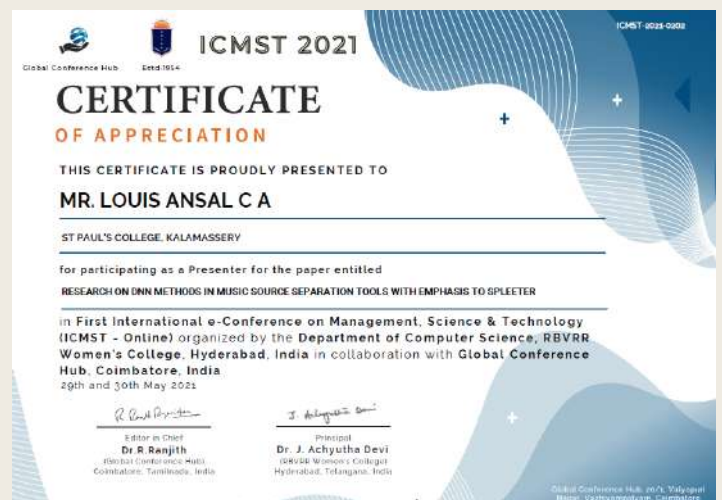 ICMST-2021-0202
ICMST 2021
Global Conference Hub
Estd:1954
CERTIFICATE
OF APPRECIATION
THIS CERTIFICATE IS PROUDLY PRESENTED TO
MR. LOUIS ANSAL C A
ST PAUL'S COLLEGE, KALAMASSERY
for participating as a Presenter for the paper entitled
RESEARCH ON DNN METHODS IN MUSIC SOURCE SEPARATION TOOLS WITH EMPHASIS TO SPLEETER
in First International e-Conference on Management, Science & Technology
(ICMST - Online) organized by the Department of Computer Science, RBVRR
Women's College, Hyderabad, India in collaboration with Global Conference
Hub, Coimbatore, India
29th and 30th May 2021
Editor in Chief
Dr.R.Ranjith
(Global Conference Hub)
Coimbatore, Tamilnadu, India
J. Achyutha Devi
Principal
Dr. J. Achyutha Devi
(RBVRR Women's College)
Hyderabad, Telangana, India
Global Conference Hub,